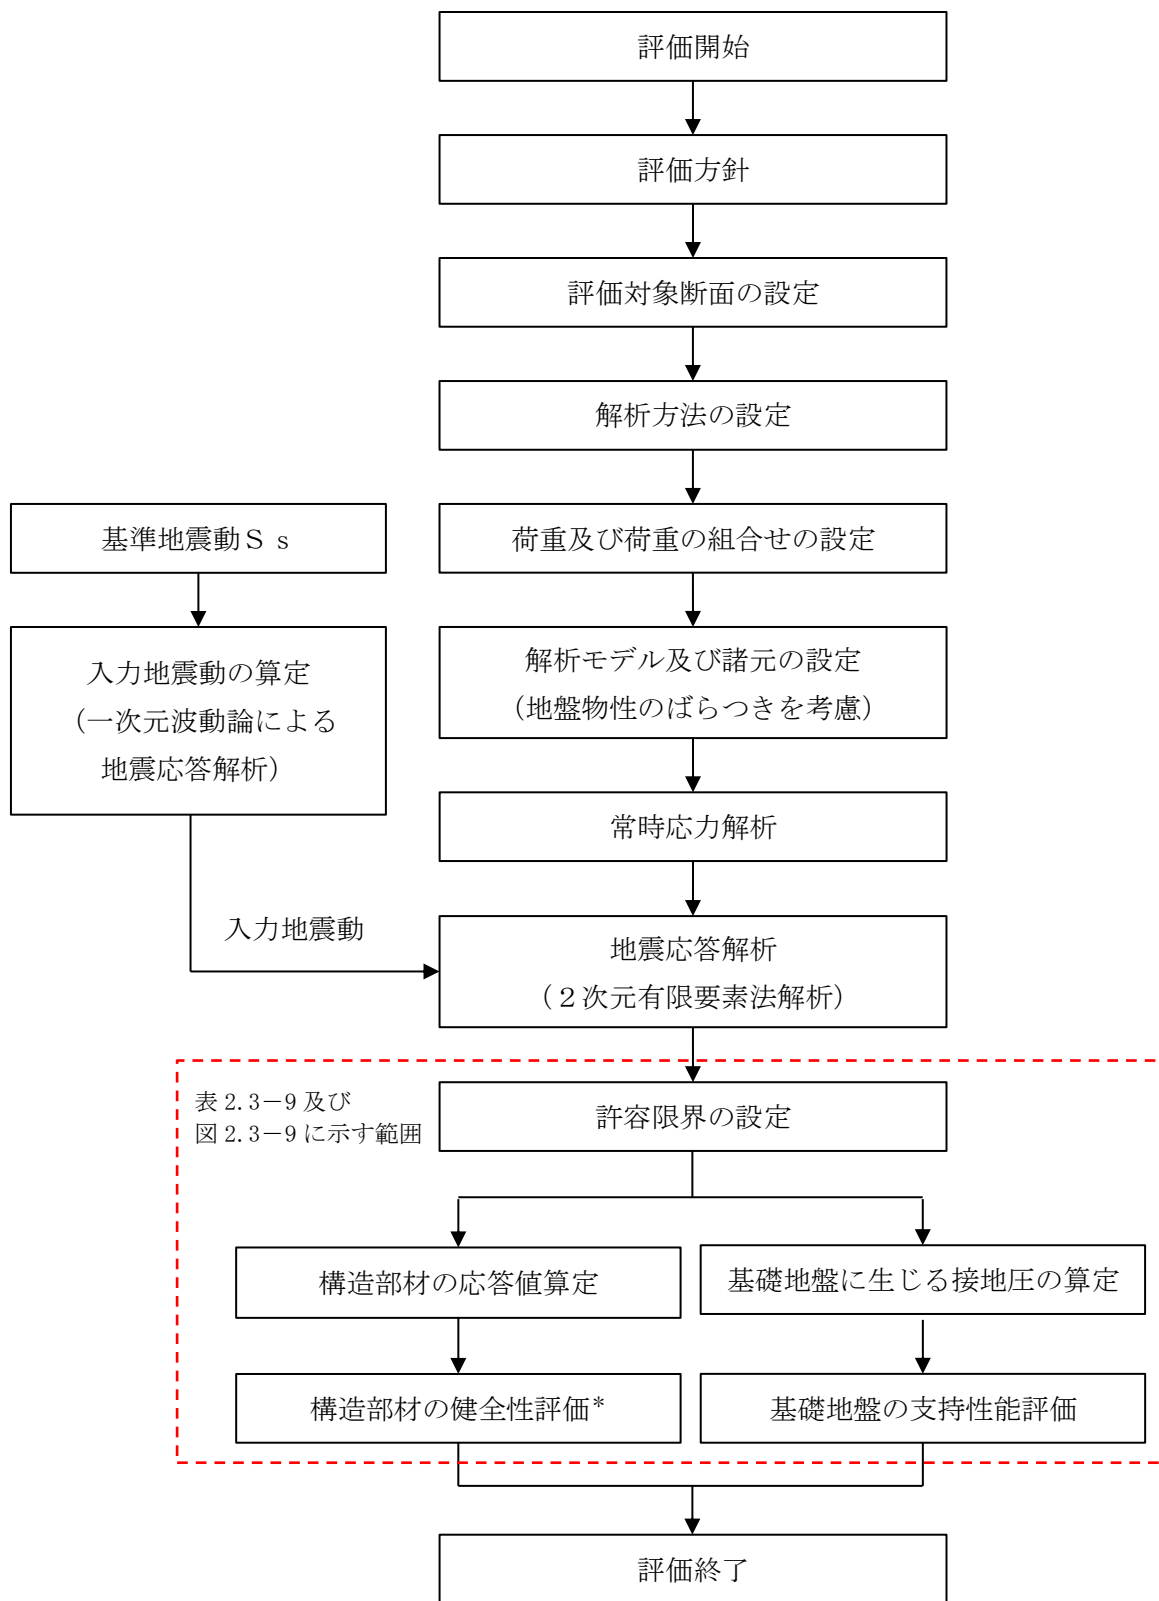 評価開始
評価方針
評価対象断面の設定
解析方法の設定
基準地震動Ｓｓ
荷重及び荷重の組合せの設定
入力地震動の算定
（一次元波動論による
地震応答解析）
解析モデル及び諸元の設定
（地盤物性のばらつきを考慮）
常時応力解析
入力地震動
地震応答解析
（２次元有限要素法解析）
表 2.3－9 及び
図 2.3－9 に示す範囲
許容限界の設定
構造部材の応答値算定
基礎地盤に生じる接地圧の算定
構造部材の健全性評価*
基礎地盤の支持性能評価
評価終了